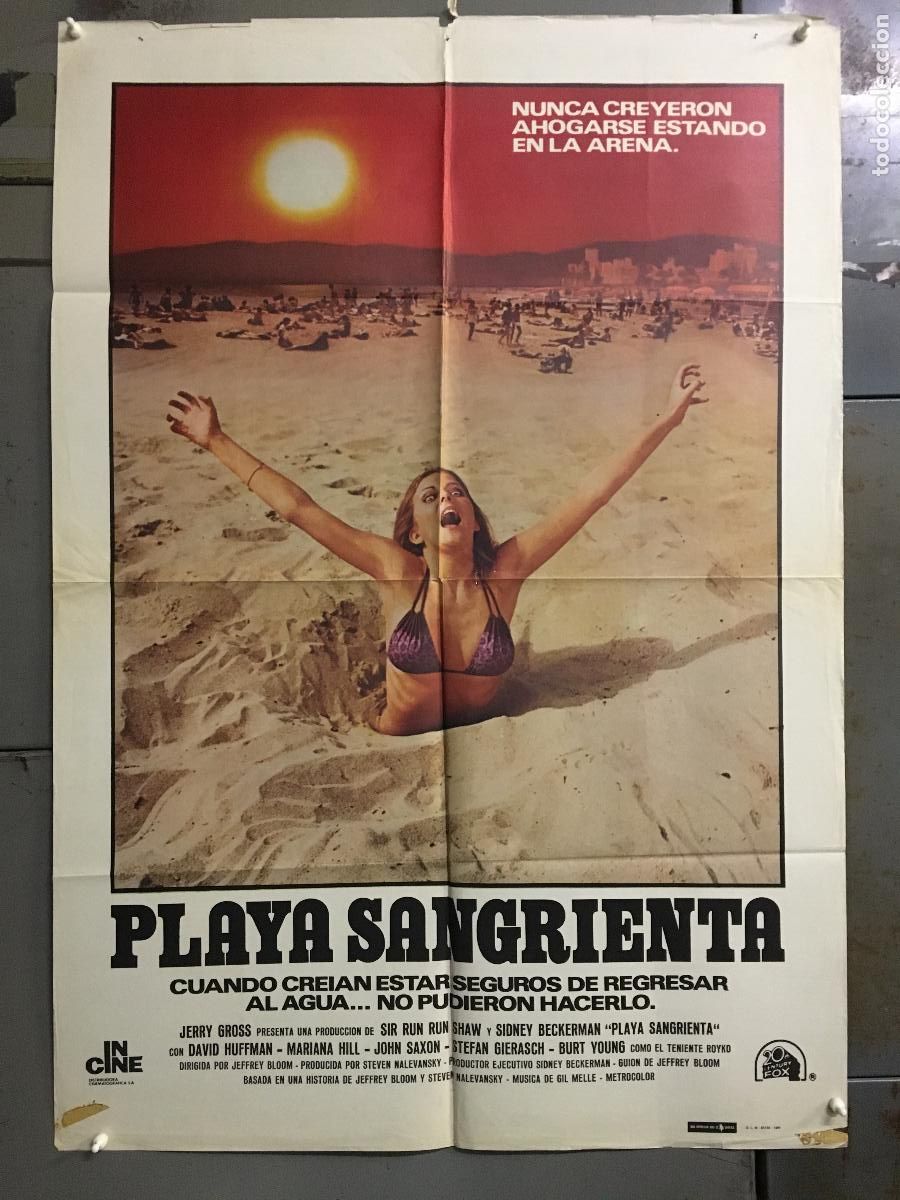 todocoleccion
NUNCA CREYERON
AHOGARSE ESTANDO
EN LA ARENA.
PLAYA SANGRIENTA
CUANDO CREIAN ESTAR SEGUROS DE REGRESAR
AL AGUA... NO PUDIERON HACERLO.
JERRY GROSS PRESENTA UNA PRODUCCION DE SIR RUN RUN SHAW Y SIDNEY BECKERMAN "PLAYA SANGRIENTA"
CON DAVID HUFFMAN - MARIANA HILL - JOHN SAXON - STEFAN GIERASCH - BURT YOUNG COMO EL TENIENTE ROYKO
DIRIGIDA POR JEFFREY BLOOM - PRODUCIDA POR STEVEN NALEVANSKY - PRODUCTOR EJECUTIVO SIDNEY BECKERMAN - GUION DE JEFFREY BLOOM
BASADA EN UNA HISTORIA DE JEFFREY BLOOM Y STEVEN NALEVANSKY - MUSICA DE GIL MELLE - METROCOLOR
IN
CINE
DISTRIBUIDORA
CINEMATOGRAFICA S.A.
20th
CENTURY
FOX
®